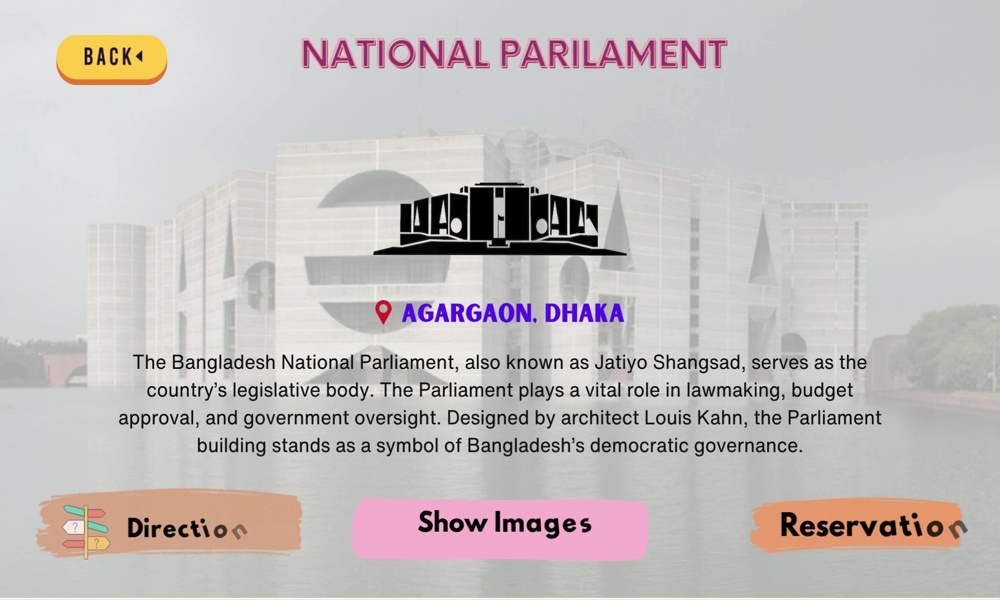 BACK
NATIONAL PARILAMENT
AGARGAON, DHAKA
The Bangladesh National Parliament, also known as Jatiyo Shangsad, serves as the
country's legislative body. The Parliament plays a vital role in lawmaking, budget
approval, and government oversight. Designed by architect Louis Kahn, the Parliament
building stands as a symbol of Bangladesh's democratic governance.
? ? Direction
Show Images
Reservation